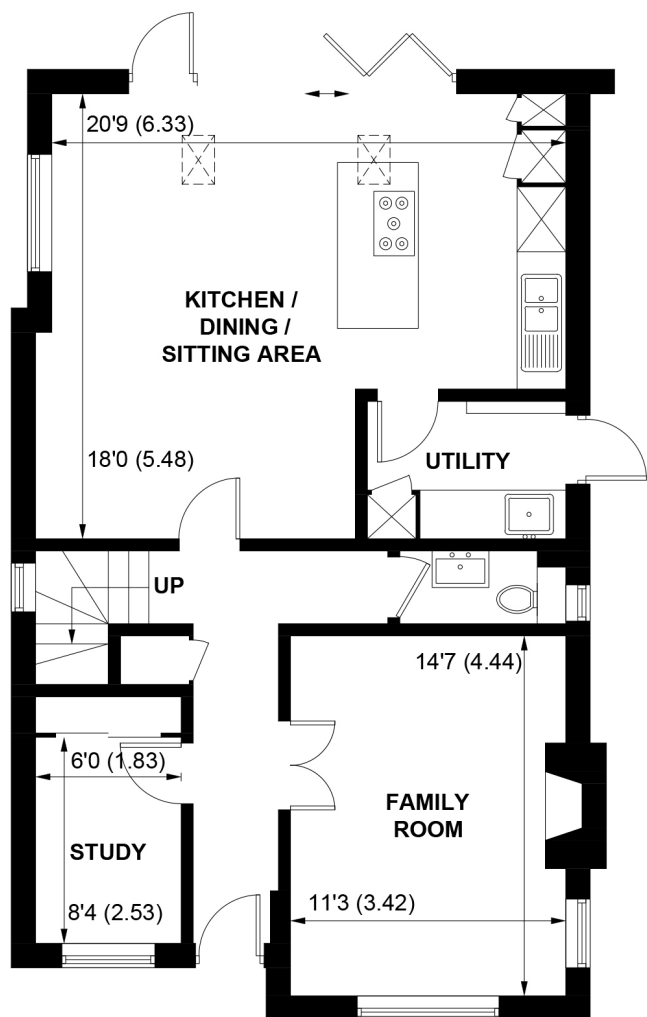 20'9 (6.33)
KITCHEN /
DINING /
SITTING AREA
18'0 (5.48)
UTILITY
UP
14'7 (4.44)
6'0 (1.83)
FAMILY
ROOM
STUDY
8'4 (2.53)
11'3 (3.42)